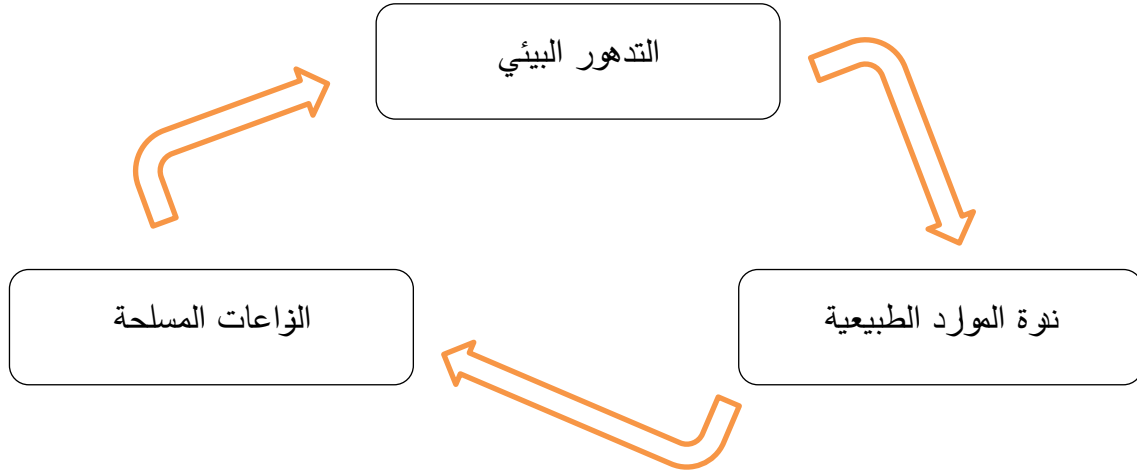 التدهور البيئي
ندرة الموارد الطبيعية
النزاعات المسلحة